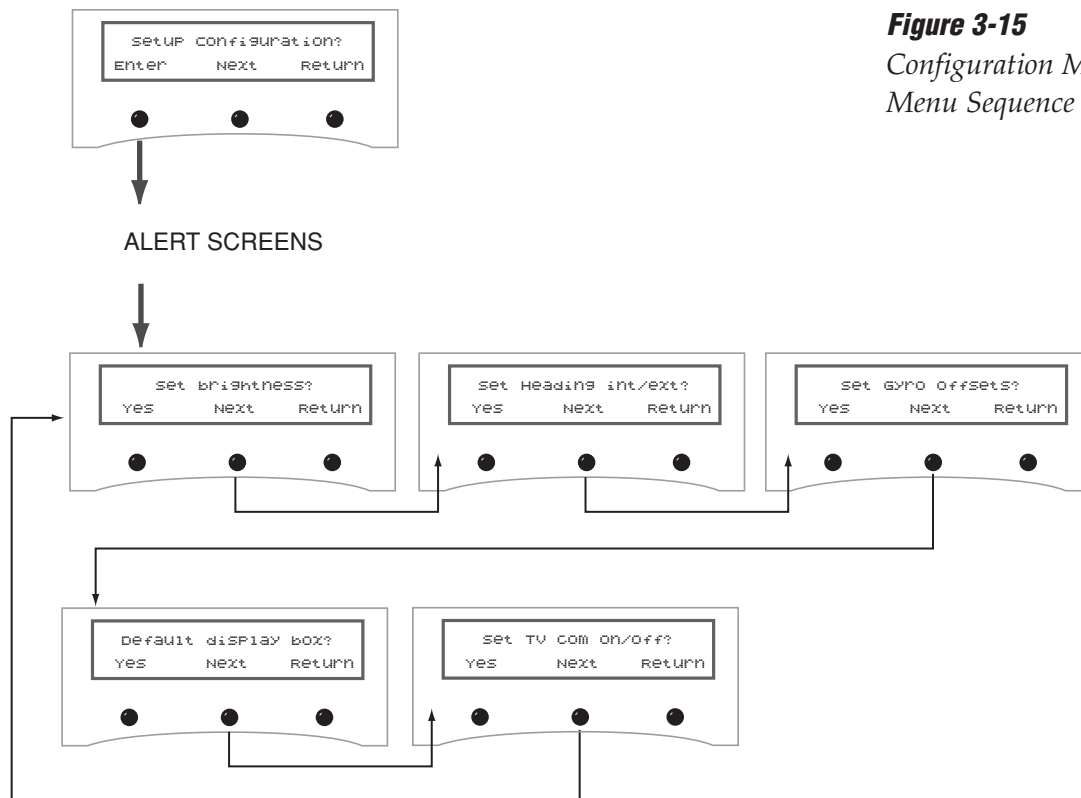 Figure 3-15
Configuration M
Menu Sequence
Setup Configuration?
Enter Next Return
ALERT SCREENS
Set brightness?
Yes Next Return
Set Heading int/ext?
Yes Next Return
Set Gyro Offsets?
Yes Next Return
Default display box?
Yes Next Return
Set TV Com On/Off?
Yes Next Return